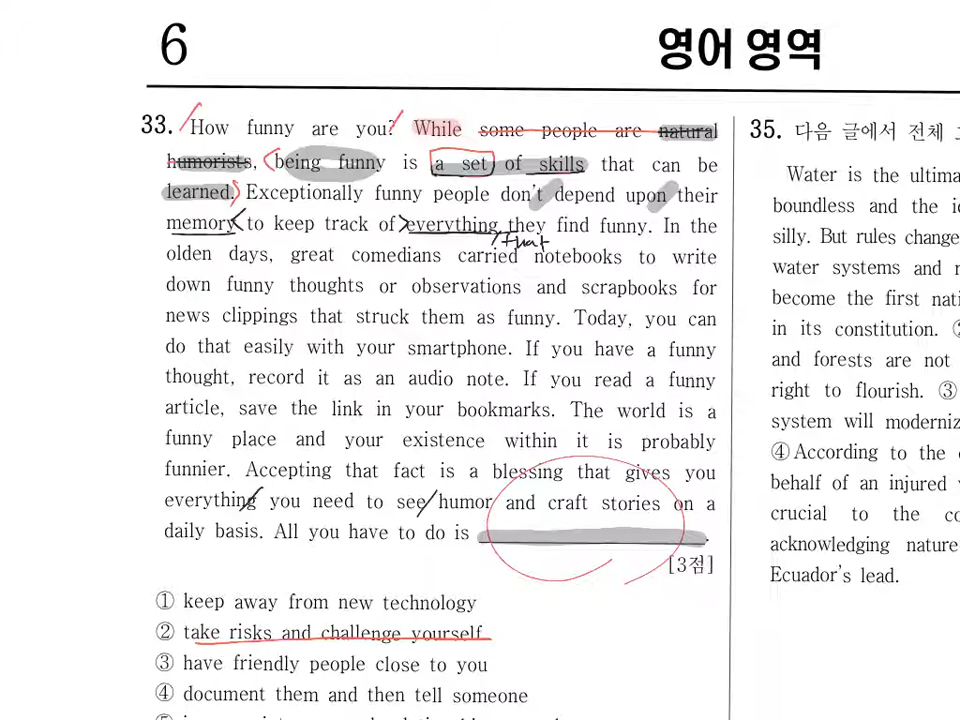 6
영어 영역
33. How funny are you? While some people are natural
humorists, being funny is a set of skills that can be
learned. Exceptionally funny people don't depend upon their
memory to keep track of everything they find funny. In the
that
olden days, great comedians carried notebooks to write
down funny thoughts or observations and scrapbooks for
news clippings that struck them as funny. Today, you can
do that easily with your smartphone. If you have a funny
thought, record it as an audio note. If you read a funny
article, save the link in your bookmarks. The world is a
funny place and your existence within it is probably
funnier. Accepting that fact is a blessing that gives you
everything you need to see humor and craft stories on a
daily basis. All you have to do is
[3점]
① keep away from new technology
② take risks and challenge yourself
③ have friendly people close to you
④ document them and then tell someone
35. 다음 글에서 전체
Water is the
boundless and the
silly. But rules change
water systems and
become the first
in its constitution.
and forests are not
right to flourish. ③
system will
④ According to the
behalf of an injured
crucial to the
acknowledging nature
Ecuador's lead.